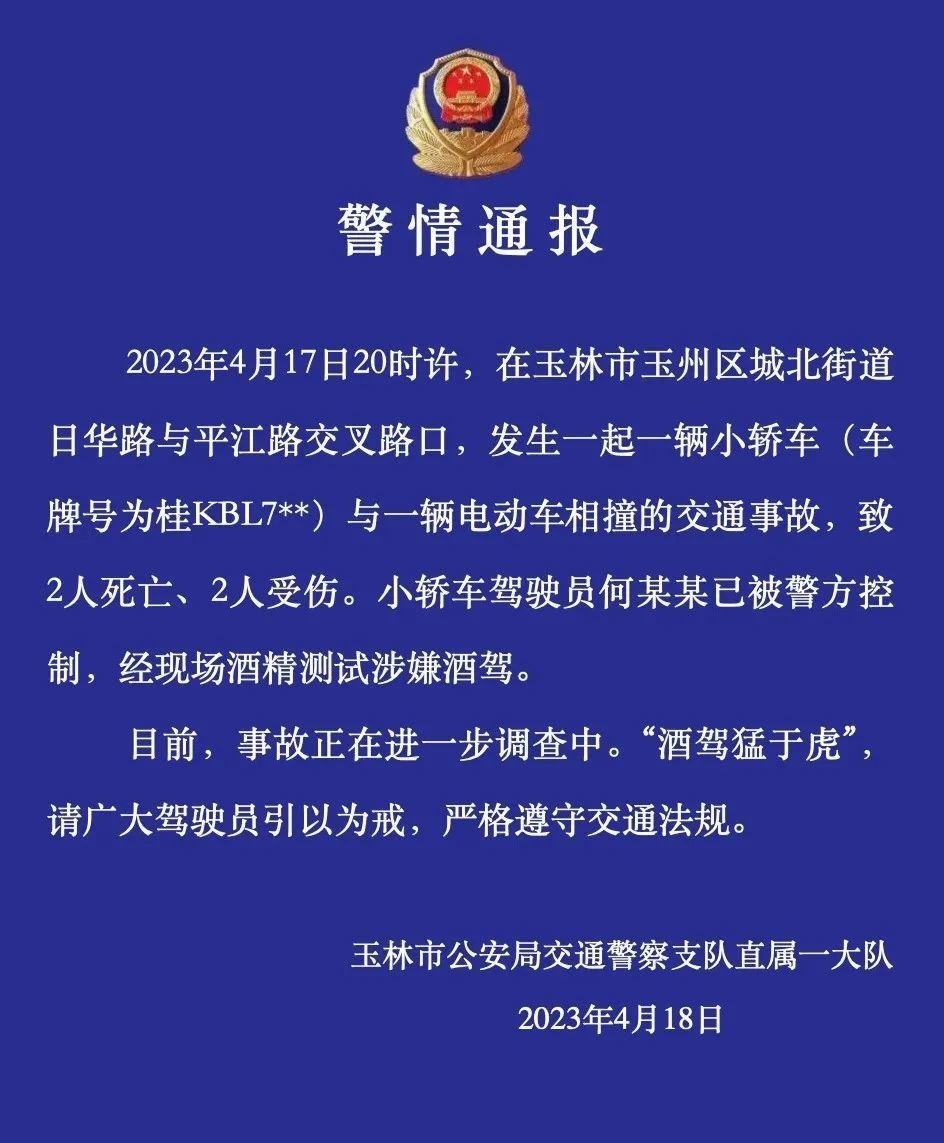 警情通报
2023年4月17日20时许，在玉林市玉州区城北街道
日华路与平江路交叉路口，发生一起一辆小轿车（车
牌号为桂KBL7**）与一辆电动车相撞的交通事故，致
2人死亡、2人受伤。小轿车驾驶员何某某已被警方控
制，经现场酒精测试涉嫌酒驾。
目前，事故正在进一步调查中。“酒驾猛于虎”，
请广大驾驶员引以为戒，严格遵守交通法规。
玉林市公安局交通警察支队直属一大队
2023年4月18日